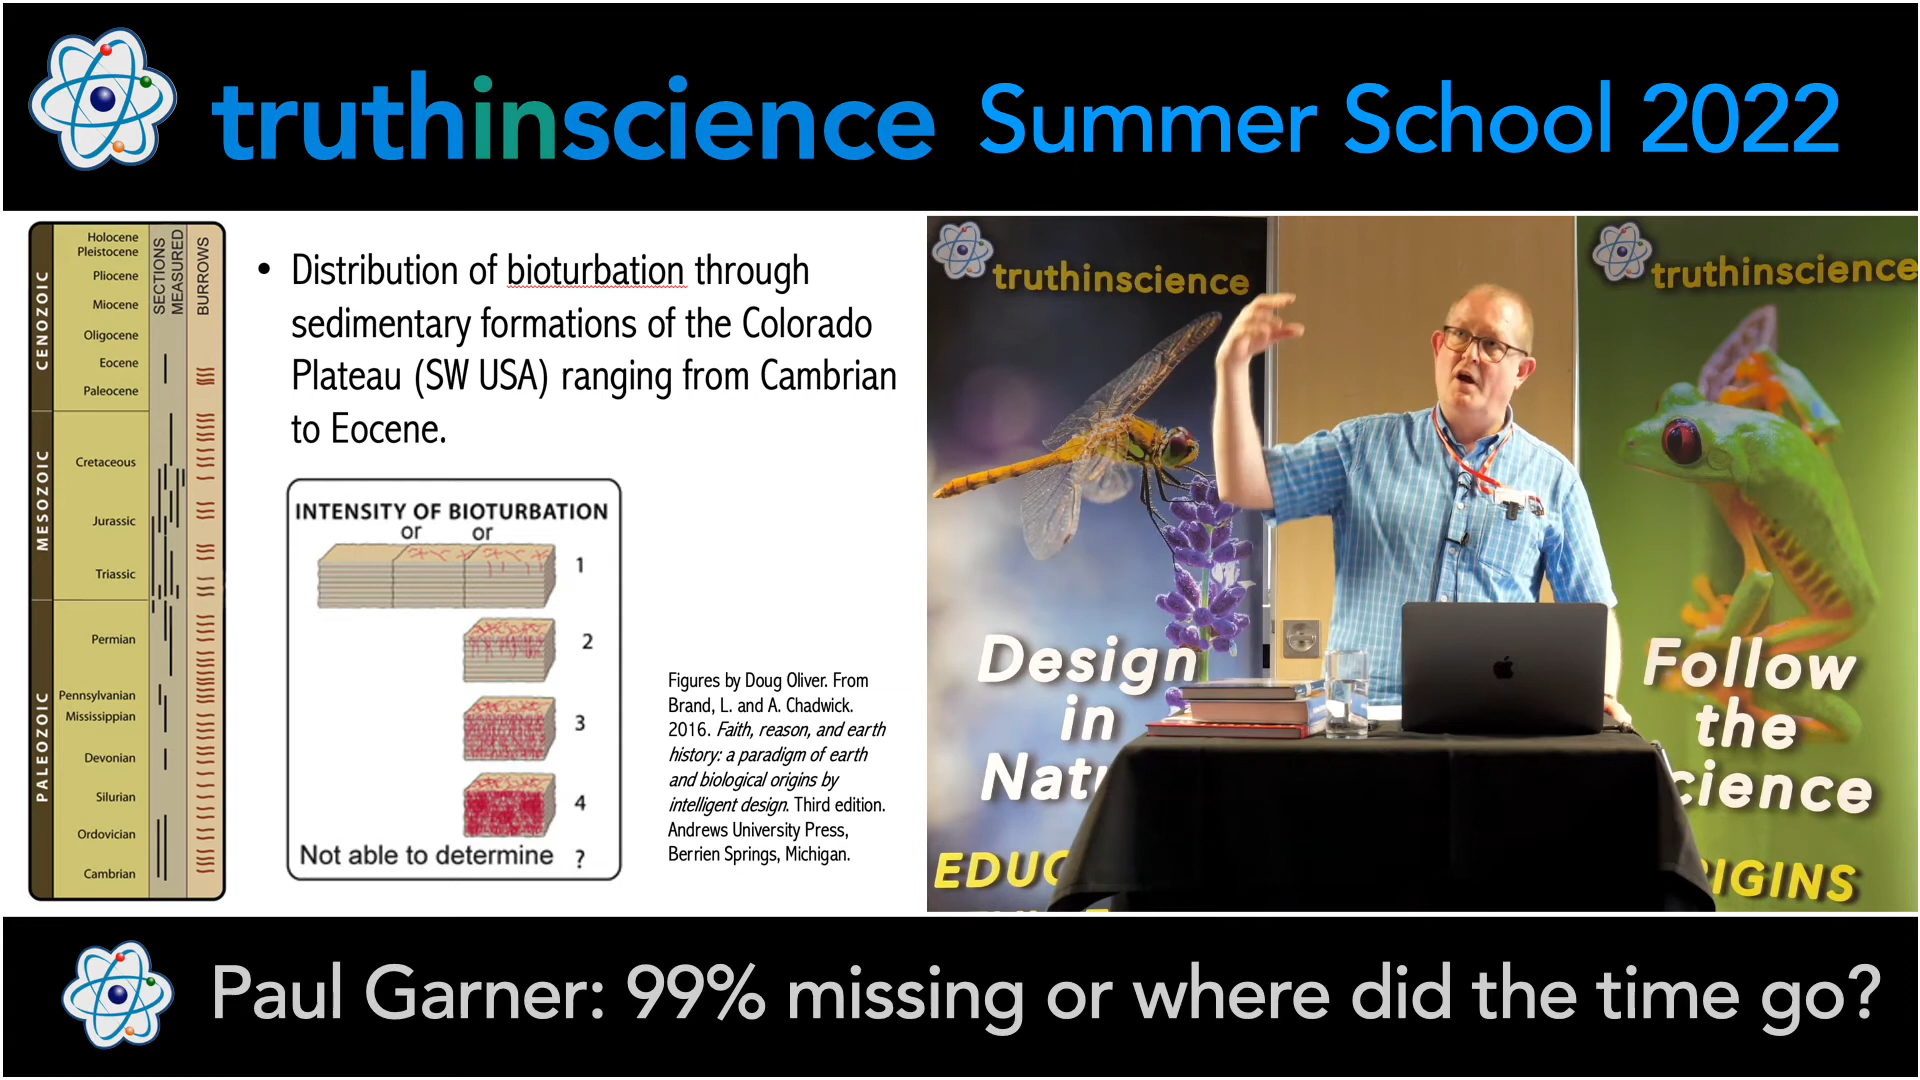 truthinscience Summer School 2022
CENOZOIC
MESOZOIC
PALEOZOIC
Holocene
Pleistocene
Pliocene
Miocene
Oligocene
Eocene
Paleocene
Cretaceous
Jurassic
Triassic
Permian
Pennsylvanian
Mississippian
Devonian
Silurian
Ordovician
Cambrian
SECTIONS
MEASURED
BURROWS
• Distribution of bioturbation through
sedimentary formations of the Colorado
Plateau (SW USA) ranging from Cambrian
to Eocene.
INTENSITY OF BIOTURBATION
or or
1
2
3
4
Not able to determine ?
Figures by Doug Oliver. From
Brand, L. and A. Chadwick.
2016. Faith, reason, and earth
history: a paradigm of earth
and biological origins by
intelligent design. Third edition.
Andrews University Press,
Berrien Springs, Michigan.
truthinscience
Design
in
Natu
EDUC
truthinscience
Follow
the
cience
IGINS
Paul Garner: 99% missing or where did the time go?